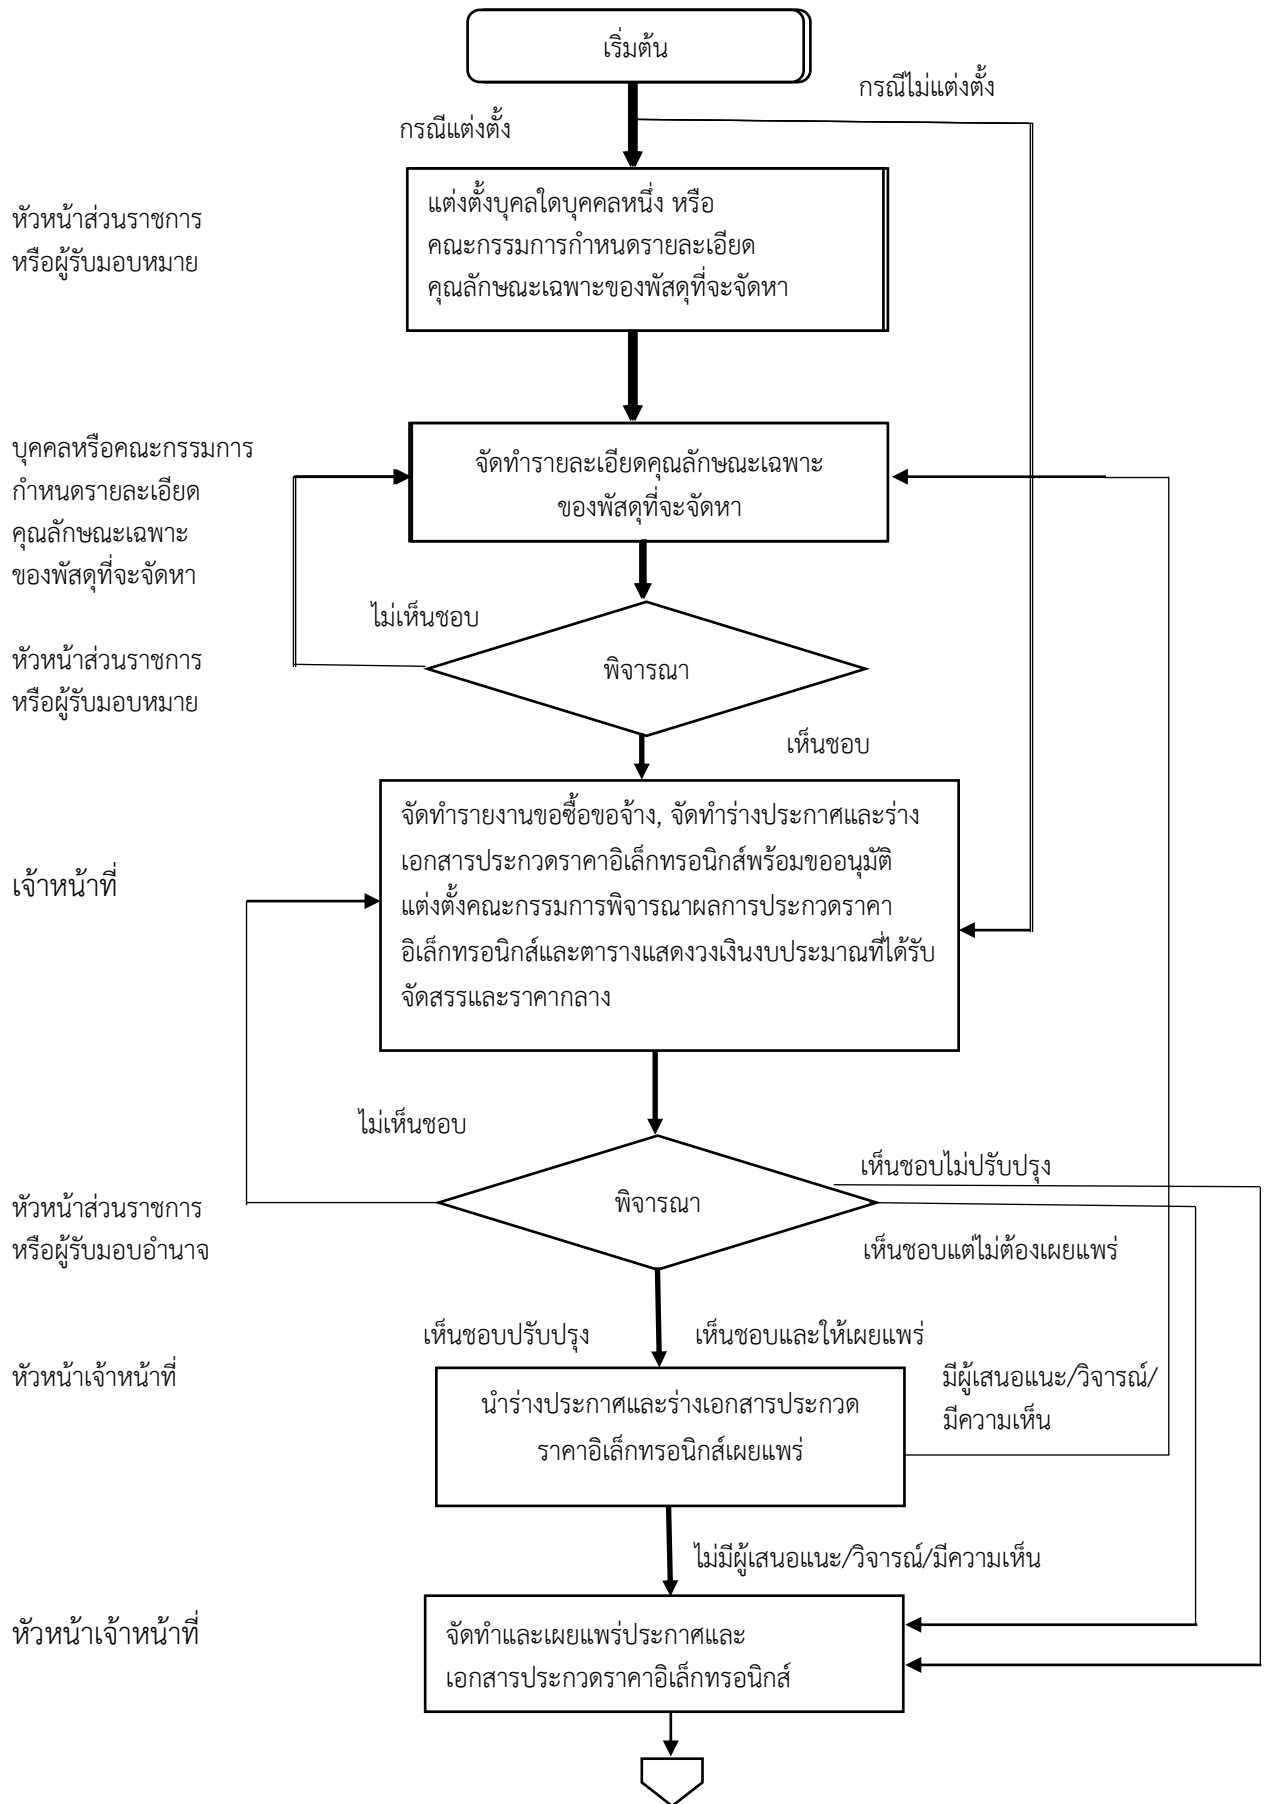 เริ่มต้น
กรณีไม่แต่งตั้ง
กรณีแต่งตั้ง
หัวหน้าส่วนราชการ
หรือผู้รับมอบหมาย
แต่งตั้งบุคลใดบุคคลหนึ่ง หรือ
คณะกรรมการกำหนดรายละเอียด
คุณลักษณะเฉพาะของพัสดุที่จะจัดหา
บุคคลหรือคณะกรรมการ
กำหนดรายละเอียด
คุณลักษณะเฉพาะ
ของพัสดุที่จะจัดหา
จัดทำรายละเอียดคุณลักษณะเฉพาะ
ของพัสดุที่จะจัดหา
ไม่เห็นชอบ
หัวหน้าส่วนราชการ
หรือผู้รับมอบหมาย
พิจารณา
เห็นชอบ
เจ้าหน้าที่
จัดทำรายงานขอซื้อขอจ้าง, จัดทำร่างประกาศและร่าง
เอกสารประกวดราคาอิเล็กทรอนิกส์พร้อมขออนุมัติ
แต่งตั้งคณะกรรมการพิจารณาผลการประกวดราคา
อิเล็กทรอนิกส์และตารางแสดงวงเงินงบประมาณที่ได้รับ
จัดสรรและราคากลาง
ไม่เห็นชอบ
เห็นชอบไม่ปรับปรุง
หัวหน้าส่วนราชการ
หรือผู้รับมอบอำนาจ
พิจารณา
เห็นชอบแต่ไม่ต้องเผยแพร่
เห็นชอบปรับปรุง
เห็นชอบและให้เผยแพร่
หัวหน้าเจ้าหน้าที่
นำร่างประกาศและร่างเอกสารประกวด
ราคาอิเล็กทรอนิกส์เผยแพร่
มีผู้เสนอแนะ/วิจารณ์/
มีความเห็น
ไม่มีผู้เสนอแนะ/วิจารณ์/มีความเห็น
หัวหน้าเจ้าหน้าที่
จัดทำและเผยแพร่ประกาศและ
เอกสารประกวดราคาอิเล็กทรอนิกส์